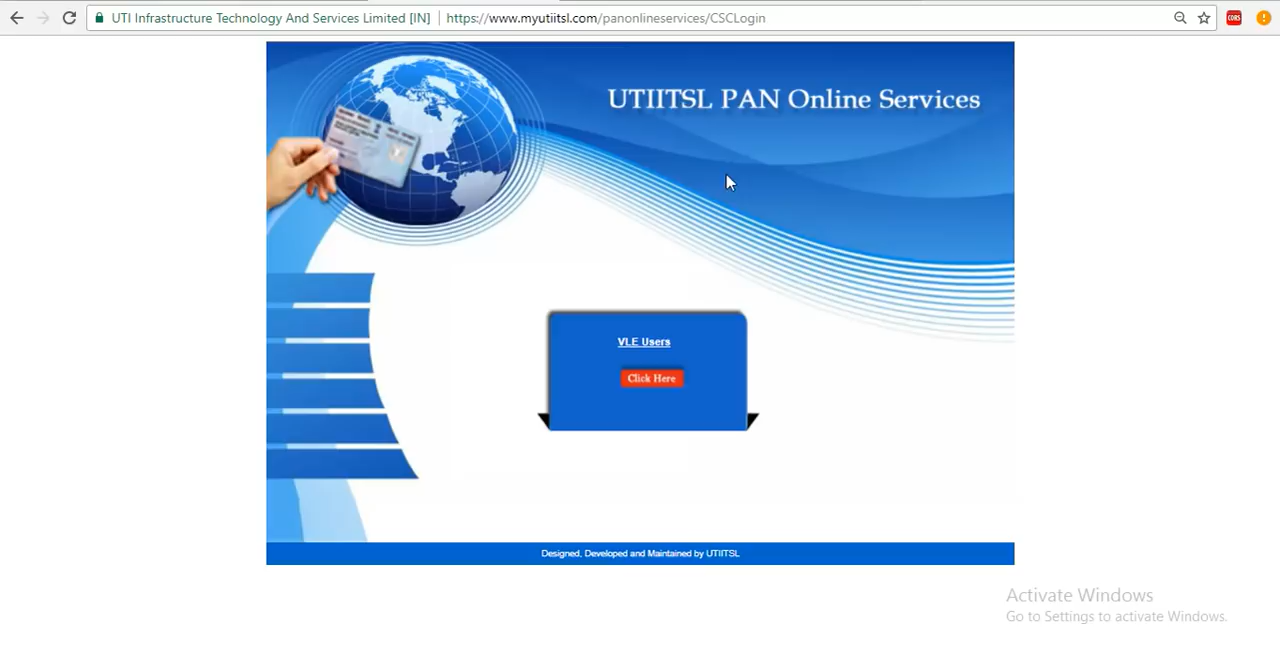 UTI Infrastructure Technology And Services Limited [IN] https://www.myutiitsl.com/panonlineservices/CSCLogin
CORS
UTIITSL PAN Online Services
VLE Users
Click Here
Designed, Developed and Maintained by UTIITSL
Activate Windows
Go to Settings to activate Windows.